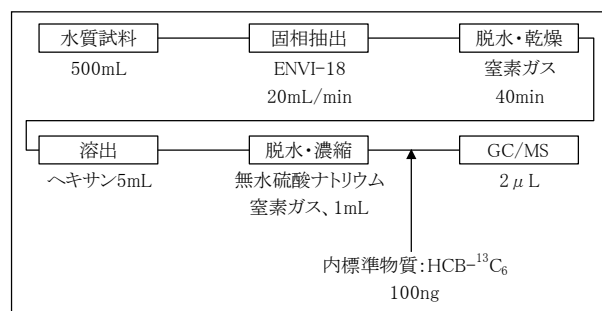 水質試料
500mL
固相抽出
ENVI-18
20mL/min
脱水・乾燥
窒素ガス
40min
溶出
ヘキサン5mL
脱水・濃縮
無水硫酸ナトリウム
窒素ガス、1mL
GC/MS
2μL
内標準物質:HCB-¹³C₆
100ng